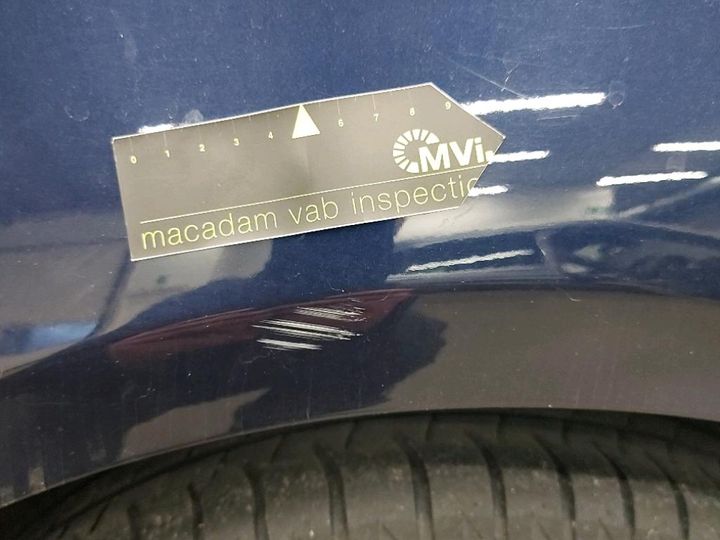 0 1 2 3 4 6 7 8 9
MVi.
macadam vab inspectio